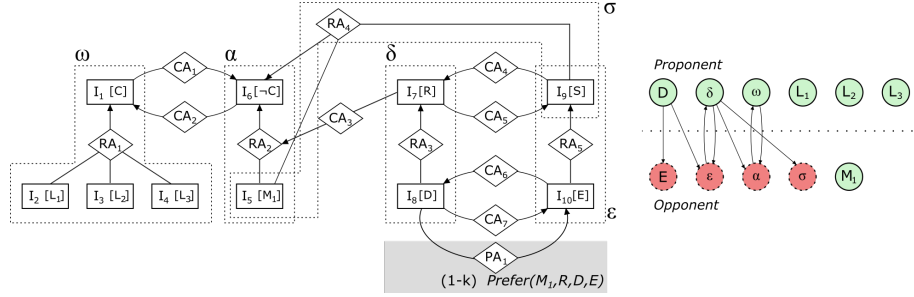 σ
RA₄
ω α δ
CA₁ CA₄
I₁ [C] I₆[¬C] I₇[R] I₉[S]
CA₂ CA₃ CA₅
RA₁ RA₂ RA₃ RA₅
CA₆
I₂ [L₁] I₃ [L₂] I₄ [L₃] I₅ [M₁] I₈[D] I₁₀[E]
CA₇ ε
PA₁
(1-k) Prefer(M₁,R,D,E)
Proponent
D δ ω L₁ L₂ L₃
E ε α σ M₁
Opponent